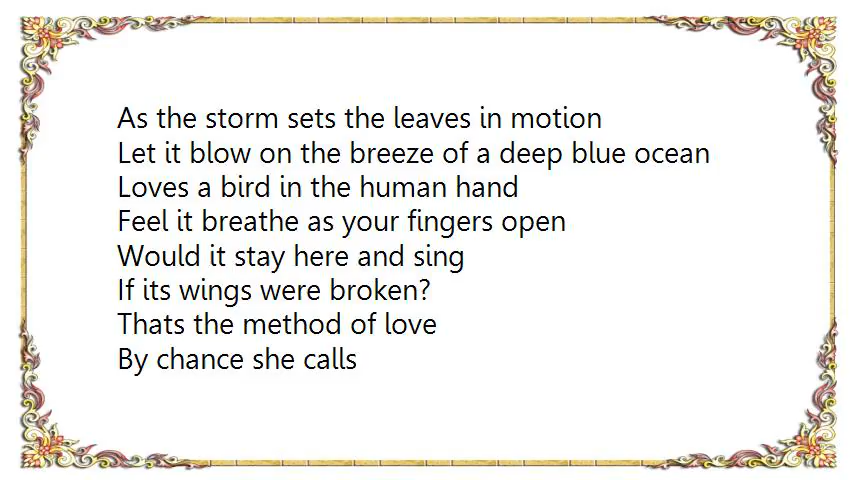 As the storm sets the leaves in motion
Let it blow on the breeze of a deep blue ocean
Loves a bird in the human hand
Feel it breathe as your fingers open
Would it stay here and sing
If its wings were broken?
Thats the method of love
By chance she calls